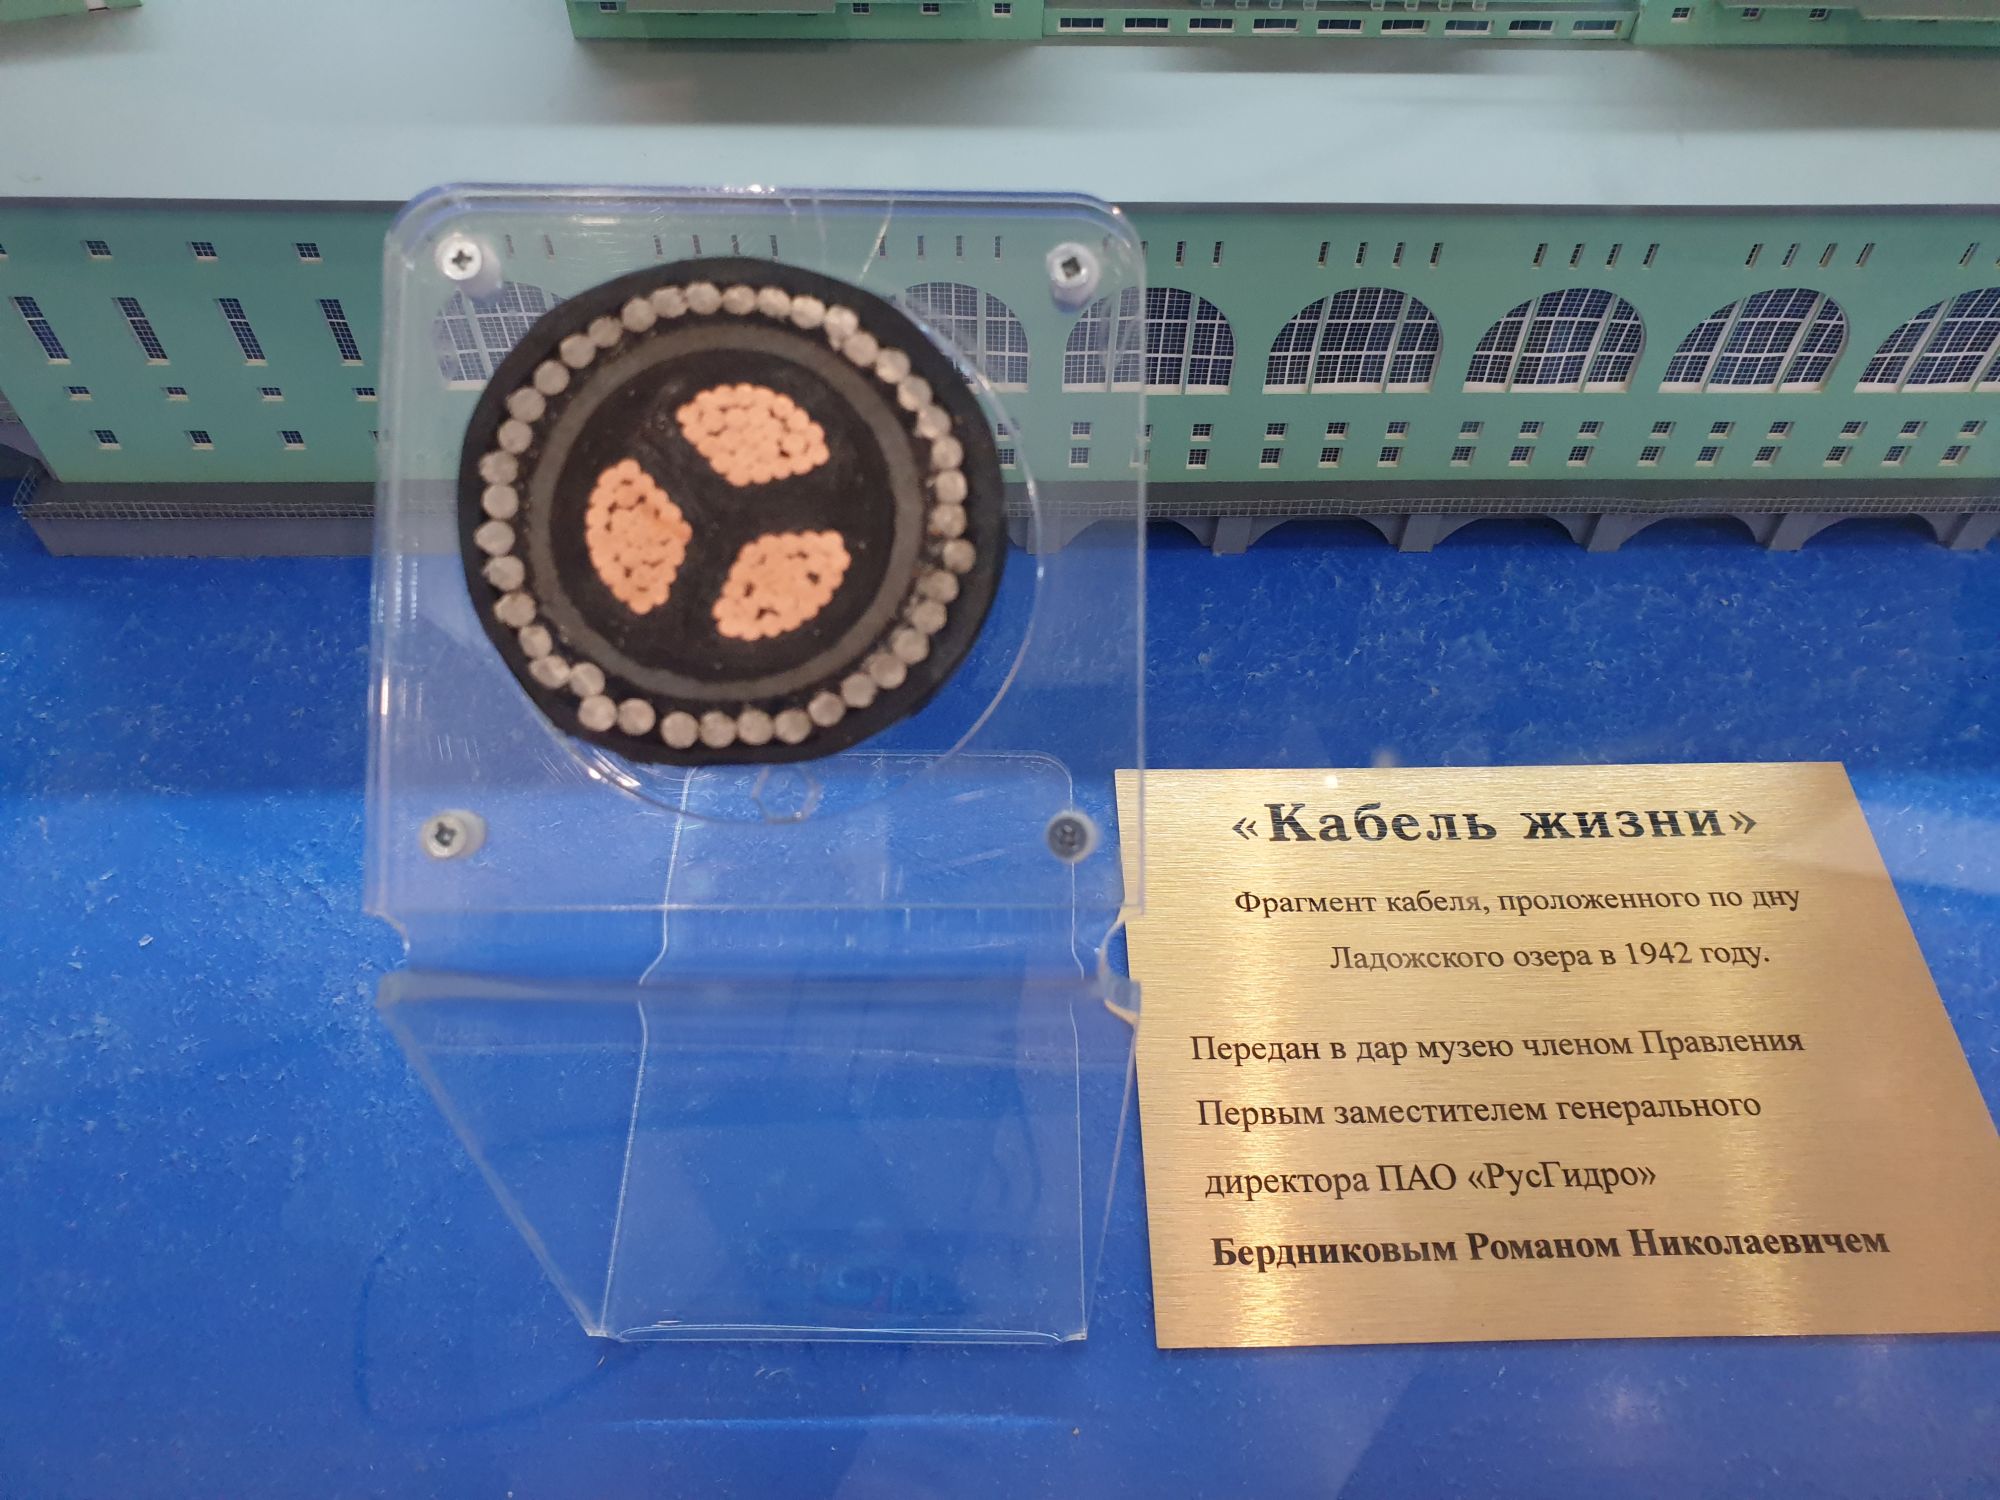 «Кабель жизни»
Фрагмент кабеля, проложенного по дну
Ладожского озера в 1942 году.
Передан в дар музею членом Правления
Первым заместителем генерального
директора ПАО «РусГидро»
Бердниковым Романом Николаевичем